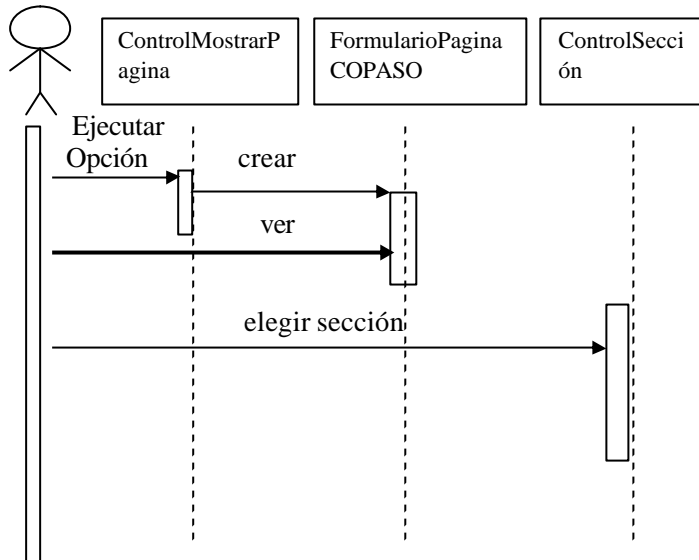 ControlMostrarP
agina
FormularioPagina
COPASO
ControlSecci
ón
Ejecutar
Opción
crear
ver
elegir sección